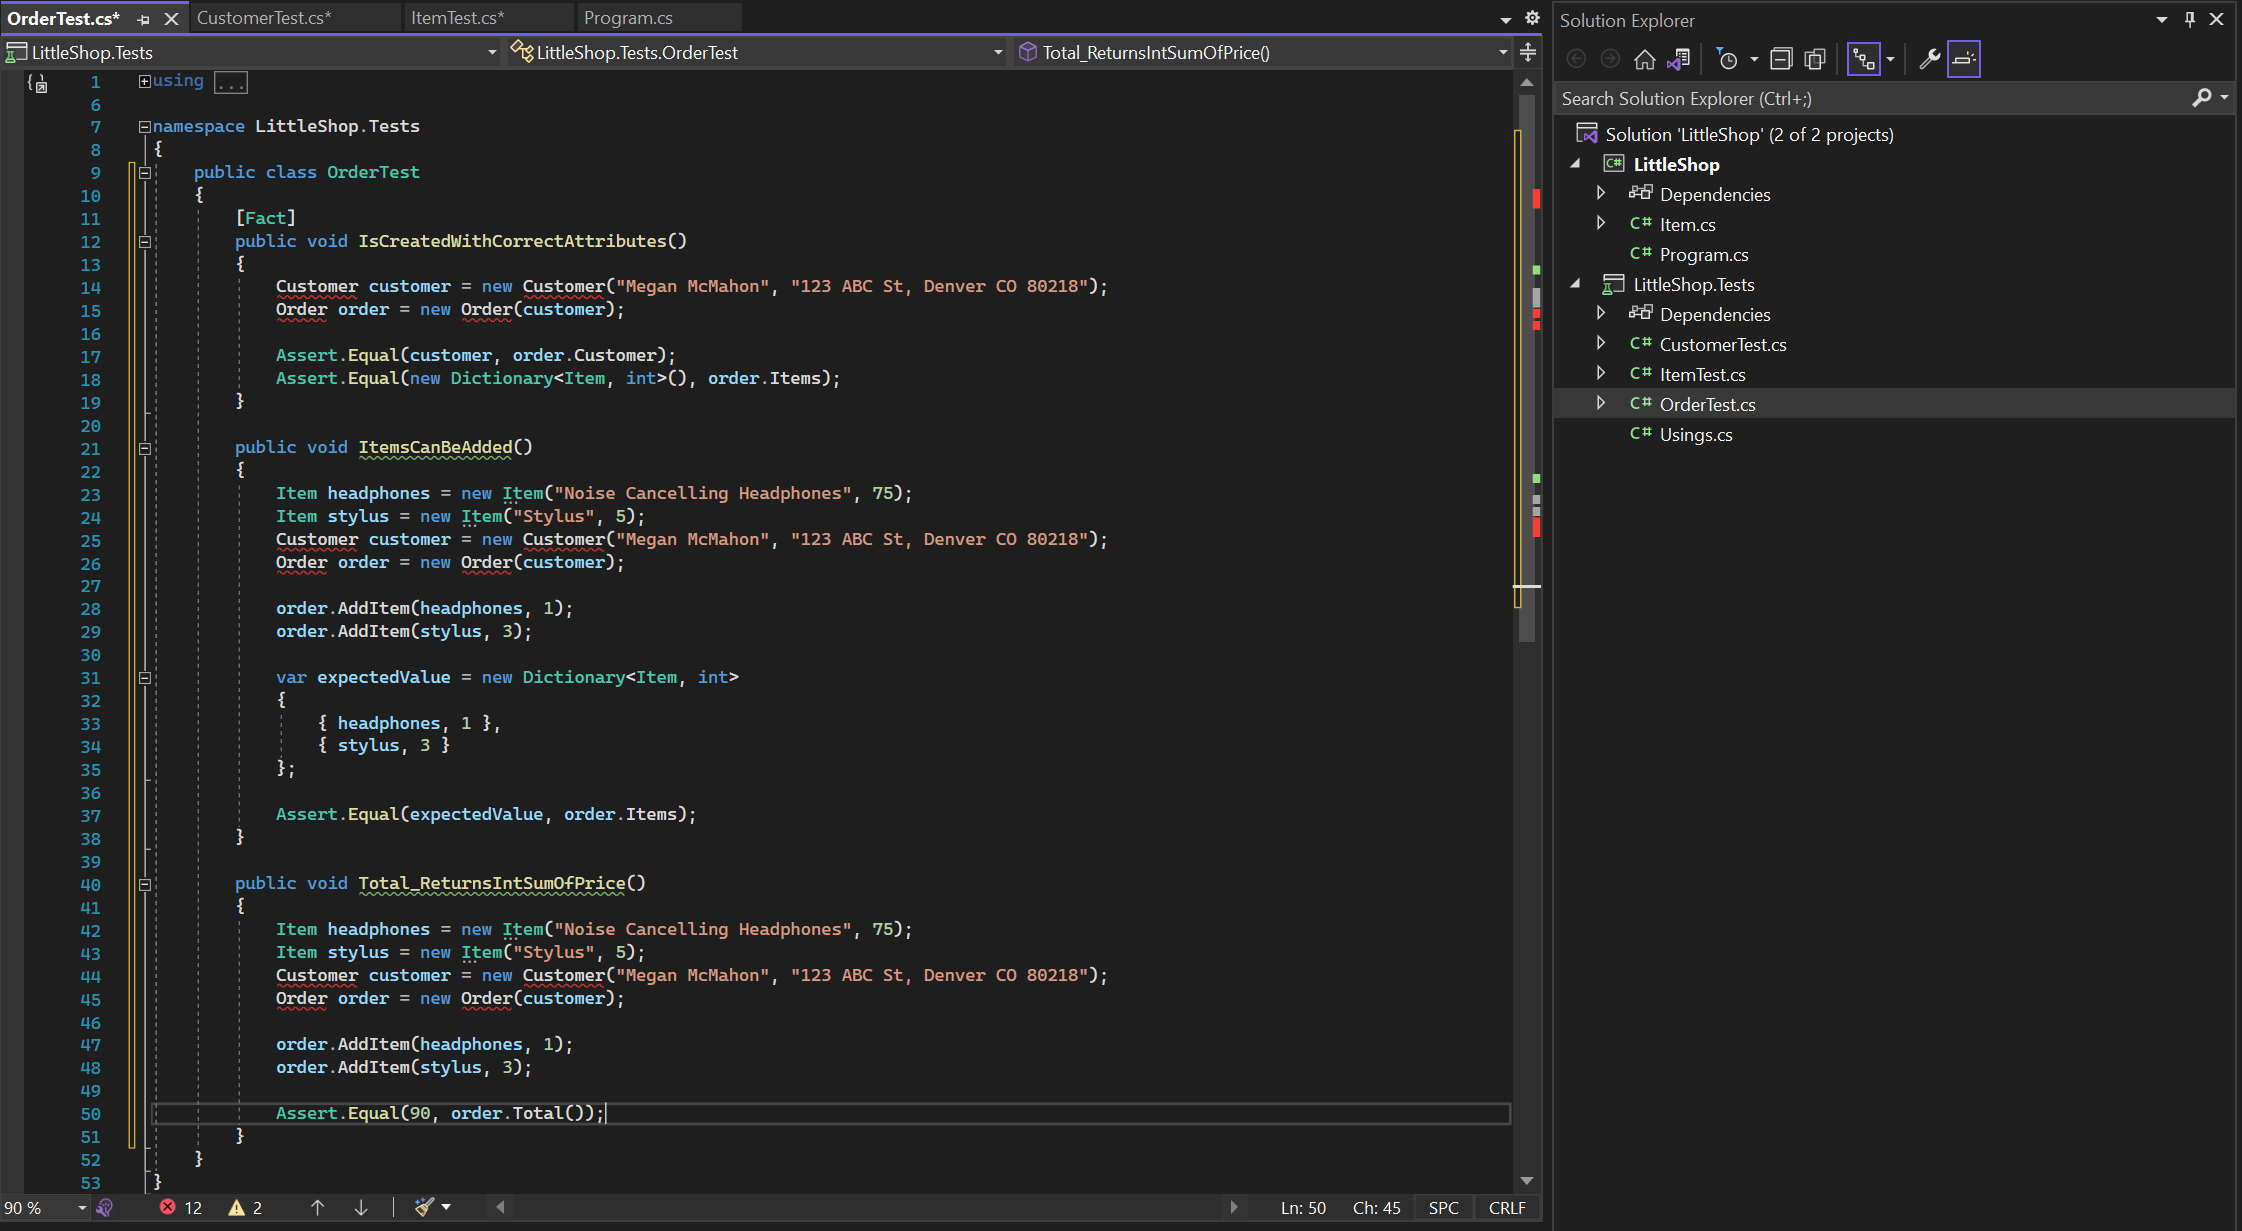 OrderTest.cs*
CustomerTest.cs*
ItemTest.cs*
Program.cs
LittleShop.Tests
LittleShop.Tests.OrderTest
Total_ReturnsIntSumOfPrice()
1 using ...
6
7 namespace LittleShop.Tests
8 {
9 public class OrderTest
10 {
11 [Fact]
12 public void IsCreatedWithCorrectAttributes()
13 {
14 Customer customer = new Customer("Megan McMahon", "123 ABC St, Denver CO 80218");
15 Order order = new Order(customer);
16
17 Assert.Equal(customer, order.Customer);
18 Assert.Equal(new Dictionary<Item, int>(), order.Items);
19 }
20
21 public void ItemsCanBeAdded()
22 {
23 Item headphones = new Item("Noise Cancelling Headphones", 75);
24 Item stylus = new Item("Stylus", 5);
25 Customer customer = new Customer("Megan McMahon", "123 ABC St, Denver CO 80218");
26 Order order = new Order(customer);
27
28 order.AddItem(headphones, 1);
29 order.AddItem(stylus, 3);
30
31 var expectedValue = new Dictionary<Item, int>
32 {
33 { headphones, 1 },
34 { stylus, 3 }
35 };
36
37 Assert.Equal(expectedValue, order.Items);
38 }
39
40 public void Total_ReturnsIntSumOfPrice()
41 {
42 Item headphones = new Item("Noise Cancelling Headphones", 75);
43 Item stylus = new Item("Stylus", 5);
44 Customer customer = new Customer("Megan McMahon", "123 ABC St, Denver CO 80218");
45 Order order = new Order(customer);
46
47 order.AddItem(headphones, 1);
48 order.AddItem(stylus, 3);
49
50 Assert.Equal(90, order.Total());
51 }
52 }
53 }
90 %
12
2
Ln: 50
Ch: 45
SPC
CRLF
Solution Explorer
Search Solution Explorer (Ctrl+;)
Solution 'LittleShop' (2 of 2 projects)
C# LittleShop
Dependencies
C# Item.cs
C# Program.cs
LittleShop.Tests
Dependencies
C# CustomerTest.cs
C# ItemTest.cs
C# OrderTest.cs
C# Usings.cs